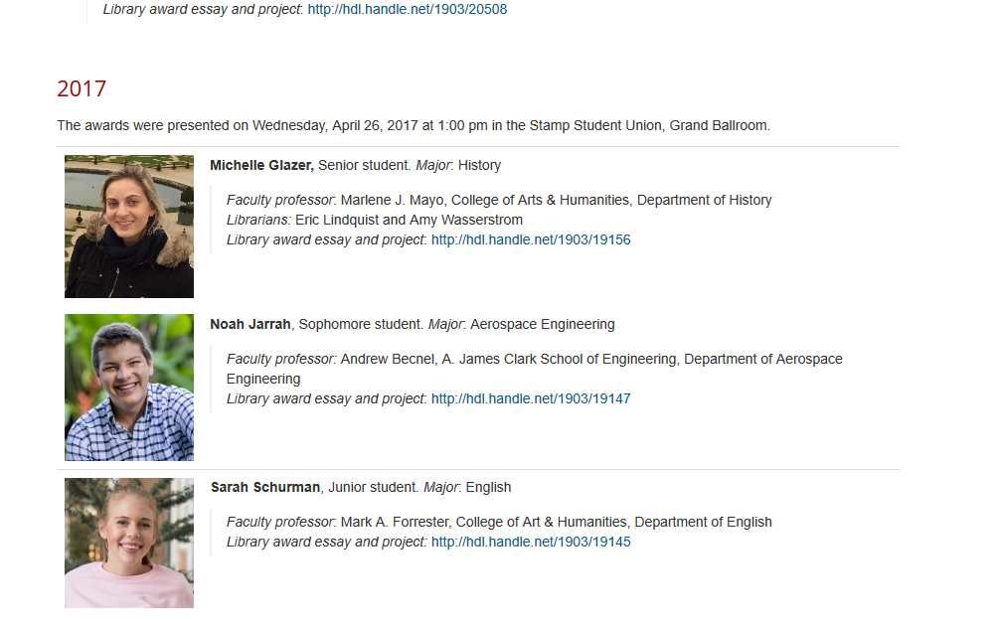 Library award essay and project: http://hdl.handle.net/1903/20508
2017
The awards were presented on Wednesday, April 26, 2017 at 1:00 pm in the Stamp Student Union, Grand Ballroom.
Michelle Glazer, Senior student. Major: History
Faculty professor: Marlene J. Mayo, College of Arts & Humanities, Department of History
Librarians: Eric Lindquist and Amy Wasserstrom
Library award essay and project: http://hdl.handle.net/1903/19156
Noah Jarrah, Sophomore student. Major: Aerospace Engineering
Faculty professor: Andrew Becnel, A. James Clark School of Engineering, Department of Aerospace
Engineering
Library award essay and project: http://hdl.handle.net/1903/19147
Sarah Schurman, Junior student. Major: English
Faculty professor: Mark A. Forrester, College of Art & Humanities, Department of English
Library award essay and project: http://hdl.handle.net/1903/19145